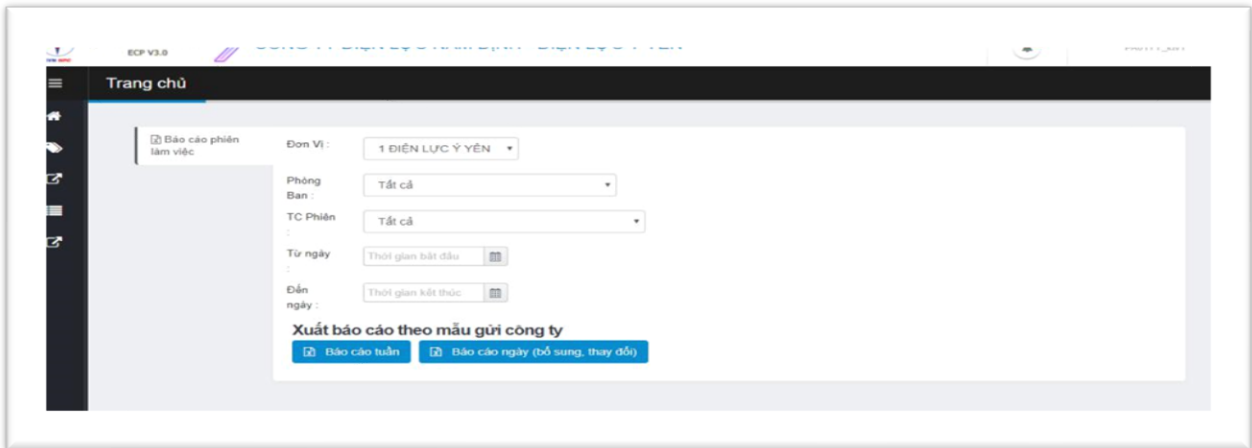 ECP V3.0
Trang chủ
Báo cáo phiên
làm việc
Đơn Vị :
1 ĐIỆN LỰC Ý YÊN
Phòng
Ban :
Tất cả
TC Phiên
:
Tất cả
Từ ngày
:
Thời gian bắt đầu
Đến
ngày :
Thời gian kết thúc
Xuất báo cáo theo mẫu gửi công ty
Báo cáo tuần
Báo cáo ngày (bổ sung, thay đổi)